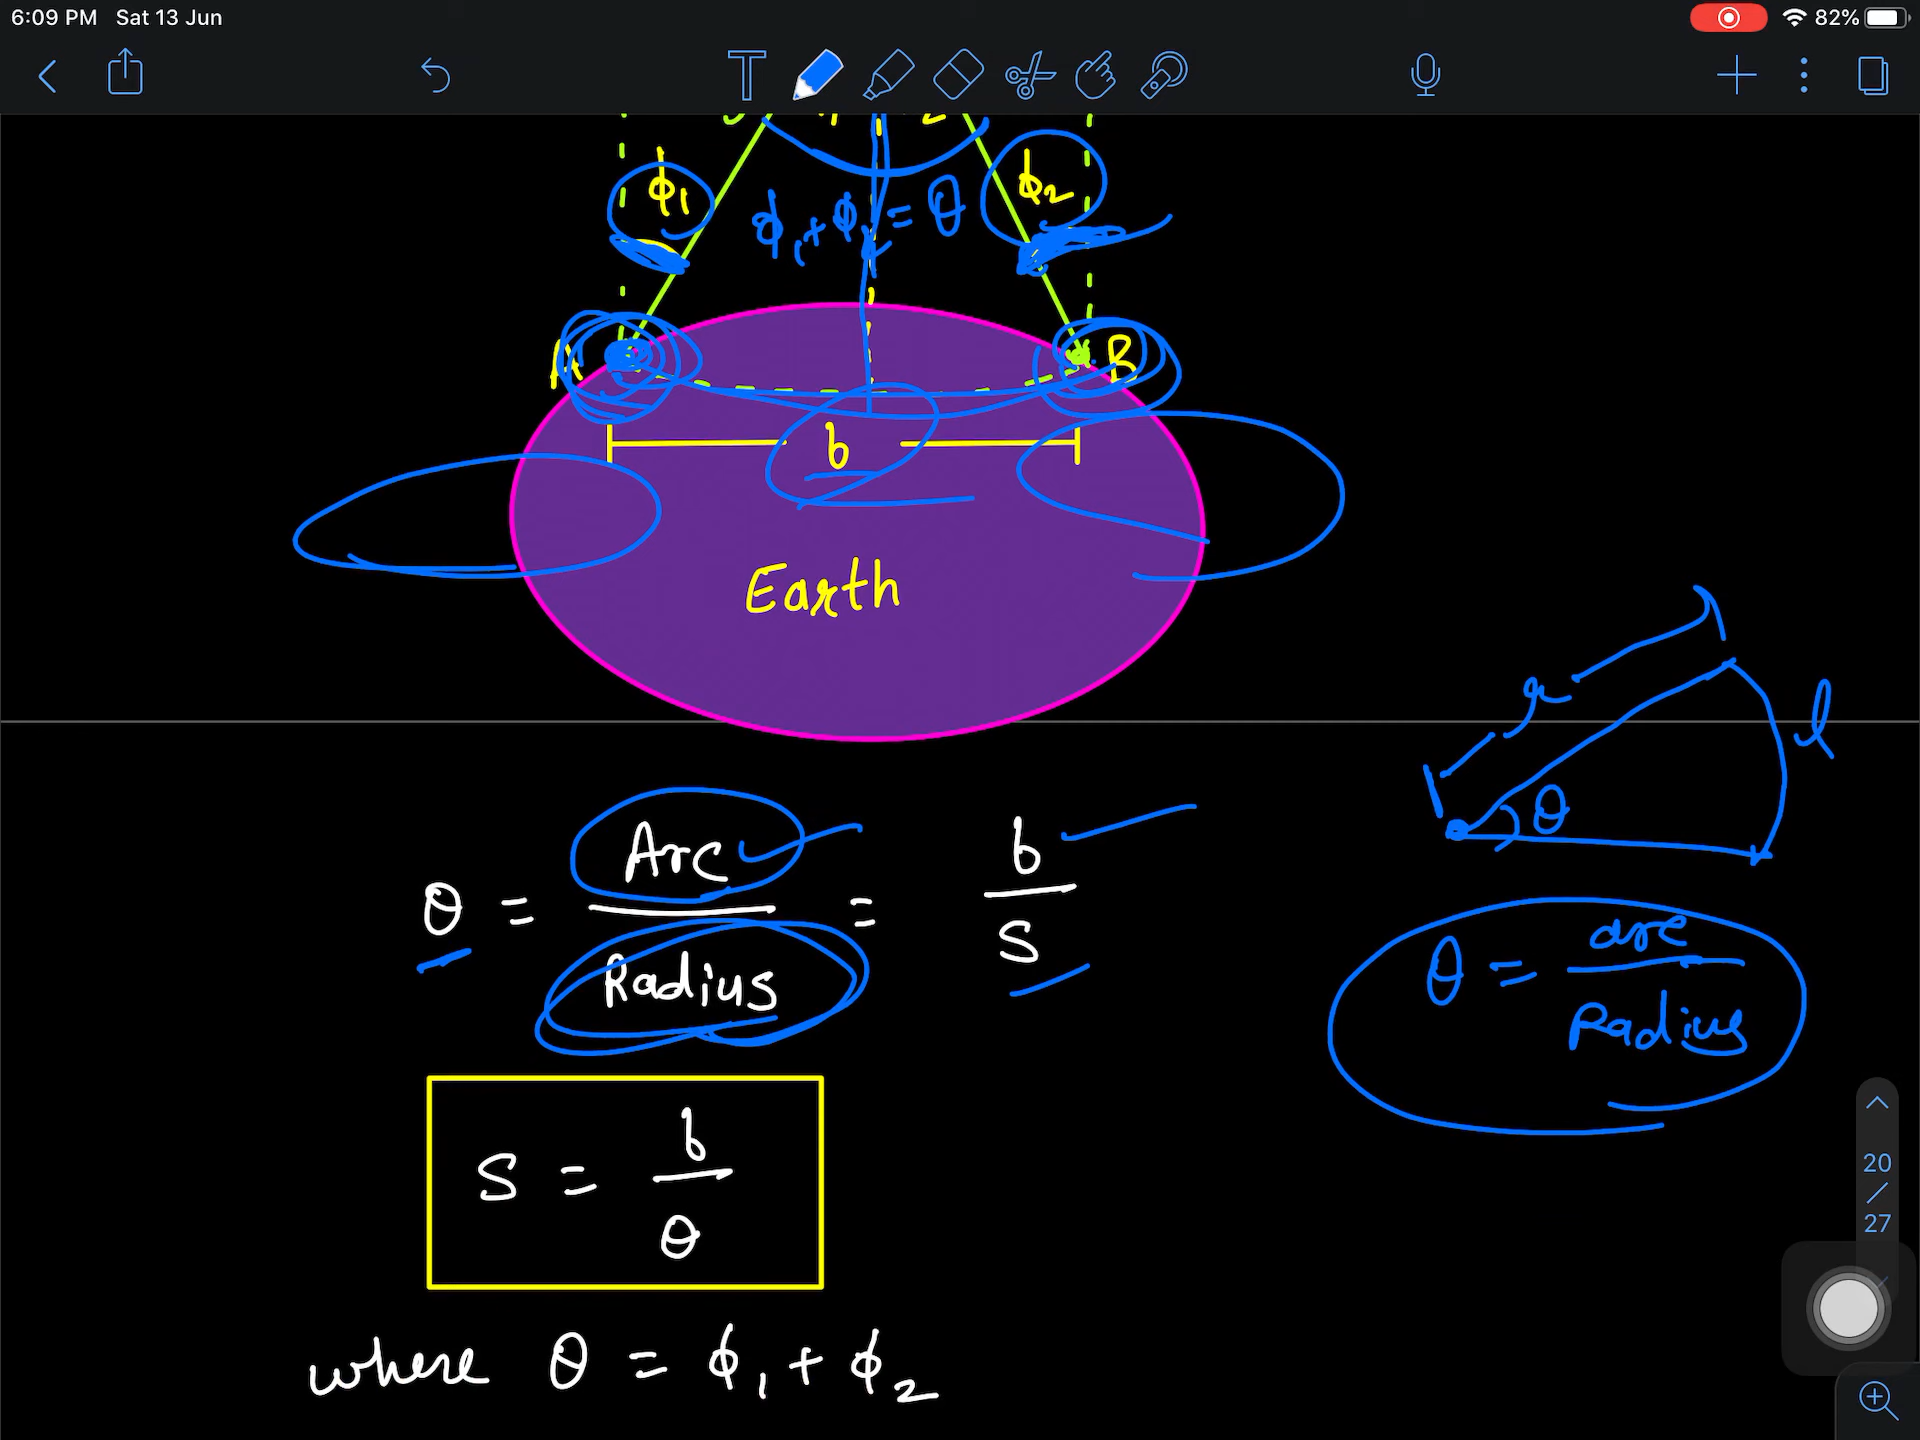 6:09 PM Sat 13 Jun
82%
T
ϕ₁
ϕ₂
ϕ₁+ϕ₂ = θ
A
B
b
Earth
r
l
θ
θ = Arc / Radius = b / S
θ = arc / Radius
S = b / θ
20
/
27
where θ = ϕ₁ + ϕ₂